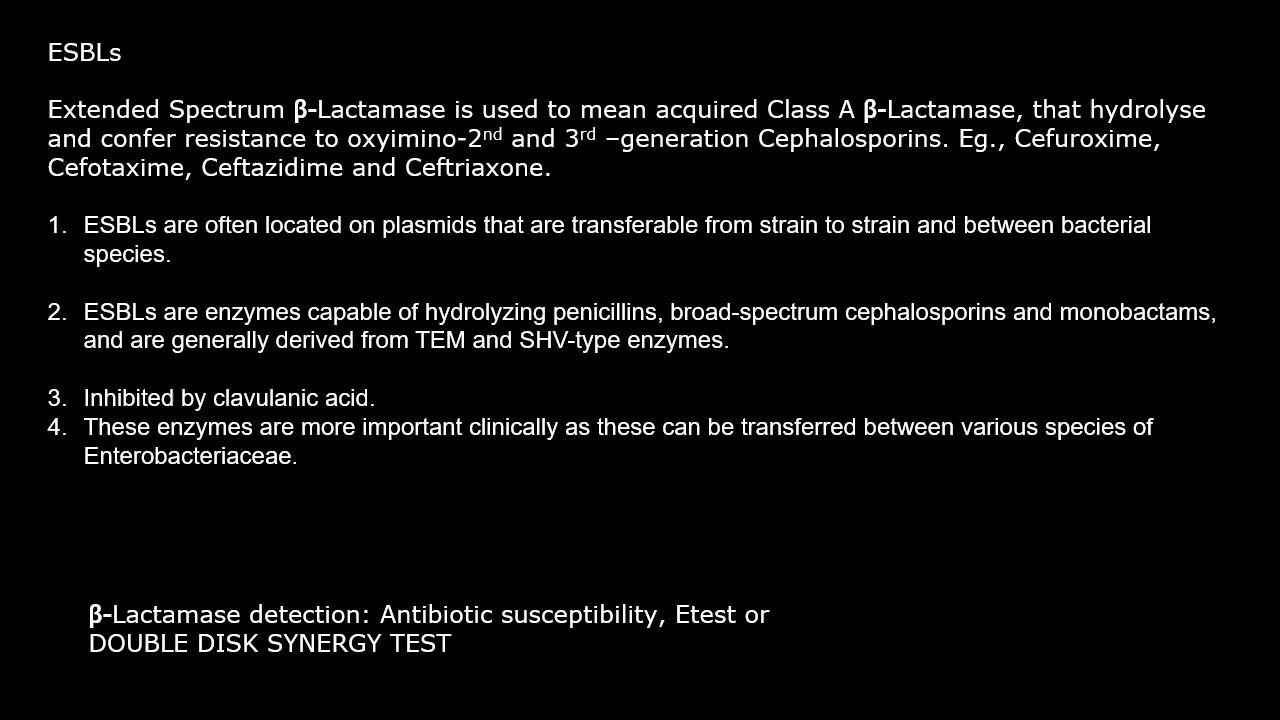 ESBLs
Extended Spectrum β-Lactamase is used to mean acquired Class A β-Lactamase, that hydrolyse
and confer resistance to oxyimino-2nd and 3rd –generation Cephalosporins. Eg., Cefuroxime,
Cefotaxime, Ceftazidime and Ceftriaxone.
1. ESBLs are often located on plasmids that are transferable from strain to strain and between bacterial
species.
2. ESBLs are enzymes capable of hydrolyzing penicillins, broad-spectrum cephalosporins and monobactams,
and are generally derived from TEM and SHV-type enzymes.
3. Inhibited by clavulanic acid.
4. These enzymes are more important clinically as these can be transferred between various species of
Enterobacteriaceae.
β-Lactamase detection: Antibiotic susceptibility, Etest or
DOUBLE DISK SYNERGY TEST